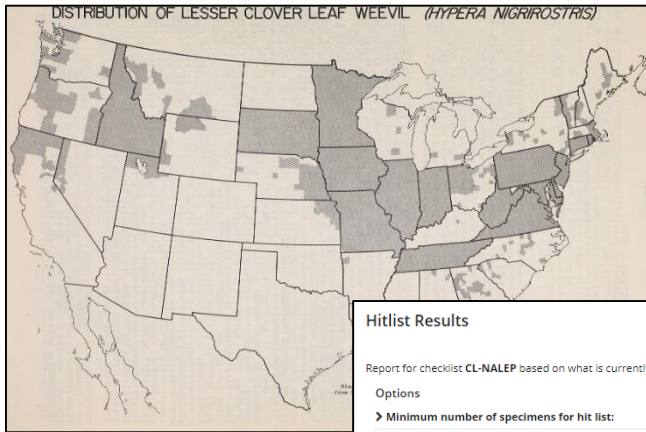 DISTRIBUTION OF LESSER CLOVER LEAF WEEVIL (HYPERA NIGRIROSTRIS)
Hitlist Results
Report for checklist CL-NALEP based on what is currently
Options
> Minimum number of specimens for hit list: